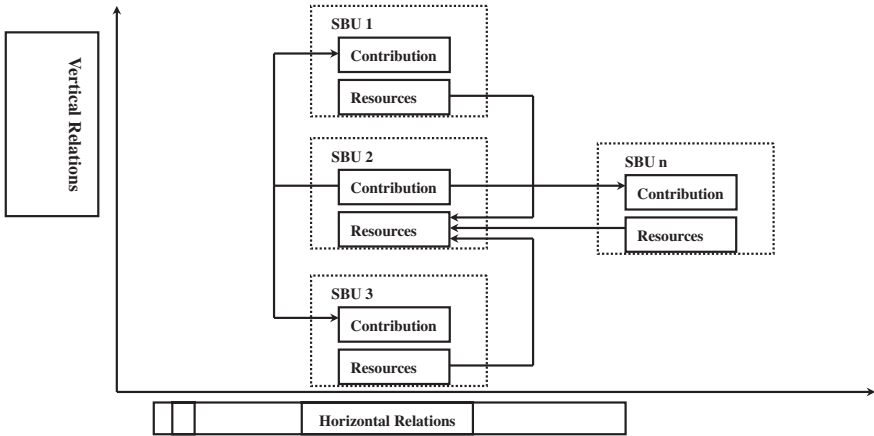 SBU 1
Contribution
Resources
Vertical Relations
SBU 2
Contribution
Resources
SBU n
Contribution
Resources
SBU 3
Contribution
Resources
Horizontal Relations